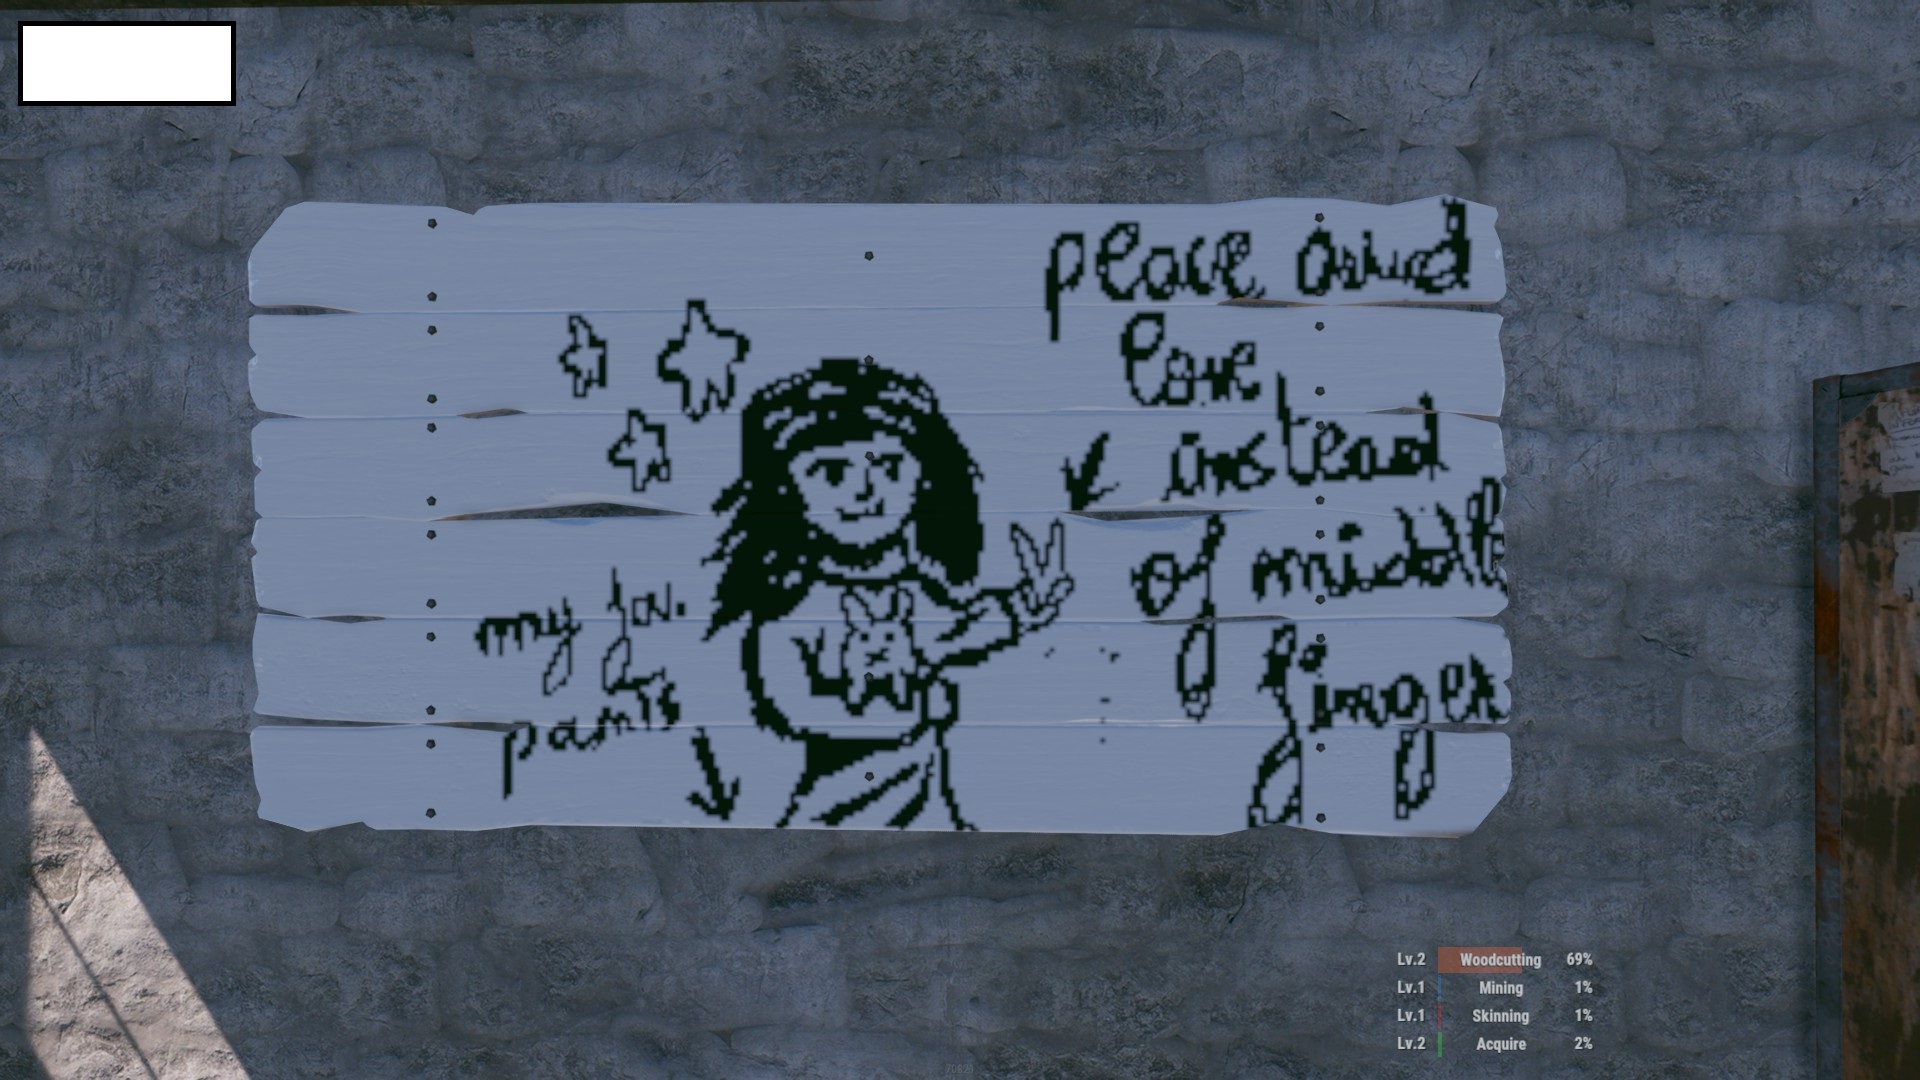 peace and
love
instead
of middle
finger
my fav.
pants
Lv.2 Woodcutting 69%
Lv.1 Mining 1%
Lv.1 Skinning 1%
Lv.2 Acquire 2%